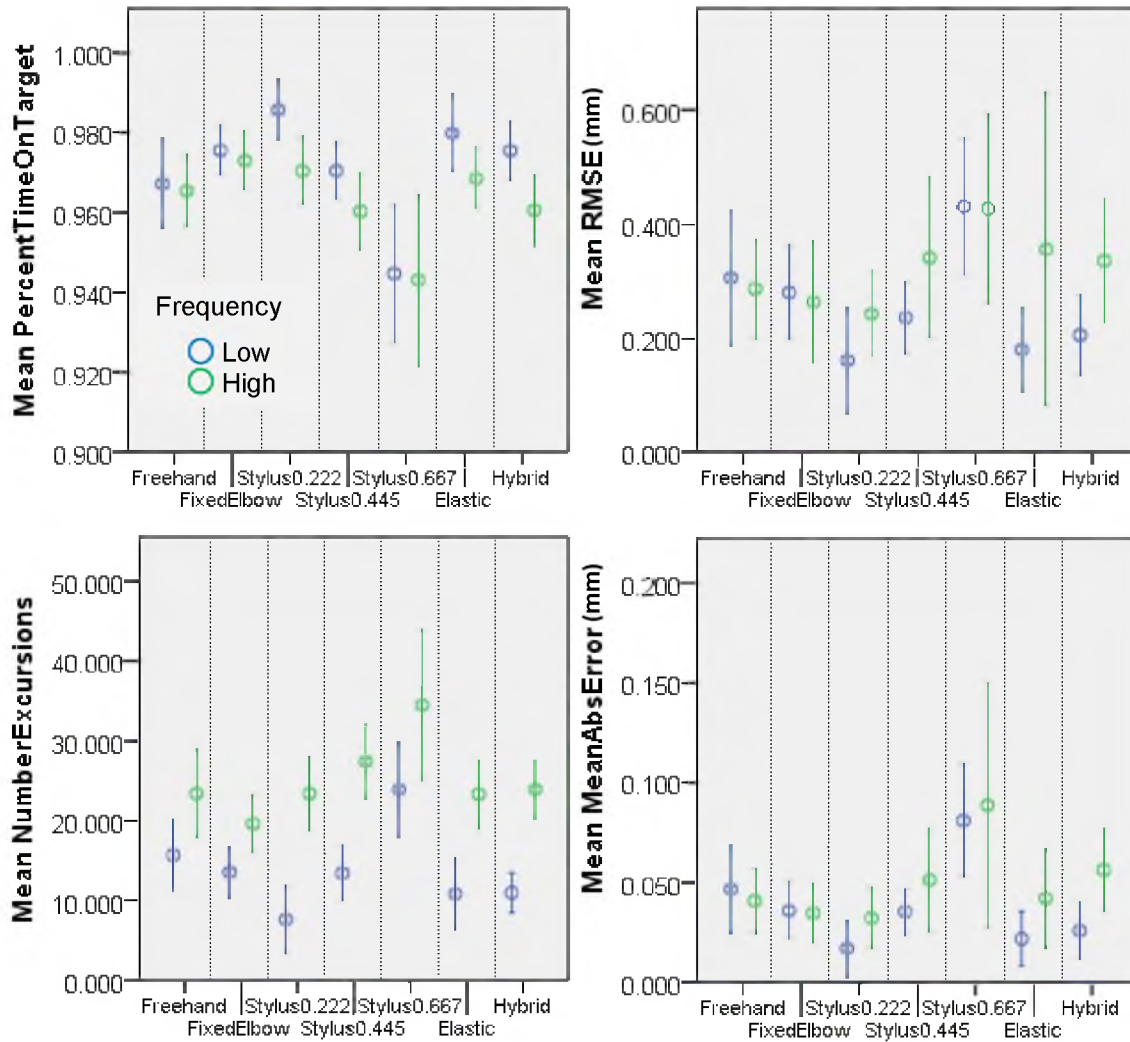 Mean PercentTimeOnTarget
1.000
0.980
0.960
0.940
0.920
0.900
Frequency
Low
High
Freehand Stylus0.222 Stylus0.667 Hybrid
FixedElbow Stylus0.445 Elastic
Mean RMSE (mm)
0.600
0.400
0.200
0.000
Freehand Stylus0.222 Stylus0.667 Hybrid
FixedElbow Stylus0.445 Elastic
Mean NumberExcursions
50.000
40.000
30.000
20.000
10.000
0.000
Freehand Stylus0.222 Stylus0.667 Hybrid
FixedElbow Stylus0.445 Elastic
Mean MeanAbsError (mm)
0.200
0.150
0.100
0.050
0.000
Freehand Stylus0.222 Stylus0.667 Hybrid
FixedElbow Stylus0.445 Elastic